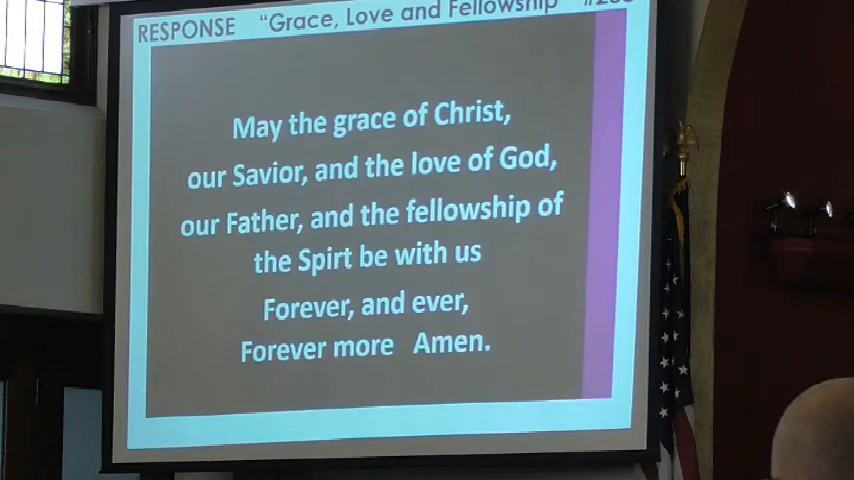 RESPONSE "Grace, Love and Fellowship"
May the grace of Christ,
our Savior, and the love of God,
our Father, and the fellowship of
the Spirt be with us
Forever, and ever,
Forever more Amen.